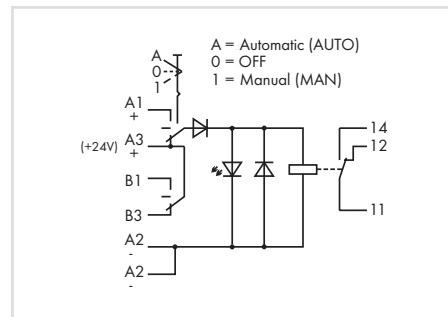 A = Automatic (AUTO)
0 = OFF
1 = Manual (MAN)
A
0
1
A1
+
(+24V) A3
+
B1
B3
A2
-
A2
-
14
12
11